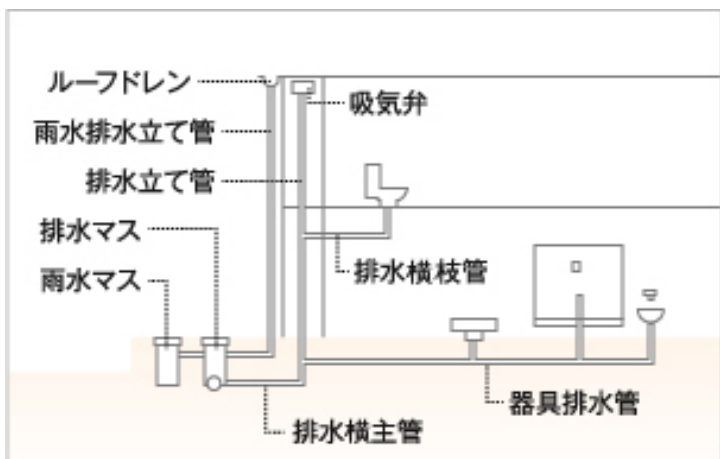 ルーフドレン
吸気弁
雨水排水立て管
排水立て管
排水マス
雨水マス
排水横枝管
器具排水管
排水横主管